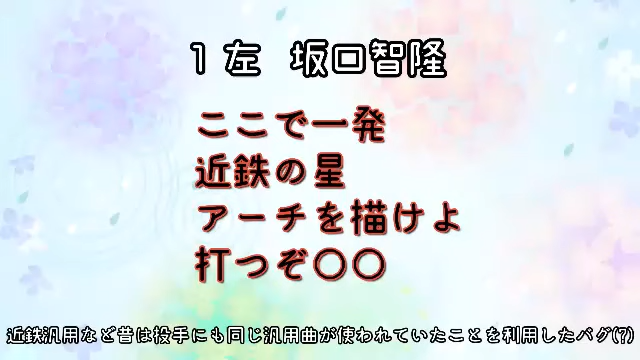 1 左 坂口智隆
ここで一発
近鉄の星
アーチを描けよ
打つぞ〇〇
近鉄汎用など昔は投手にも同じ汎用曲が使われていたことを利用したバグ(?)